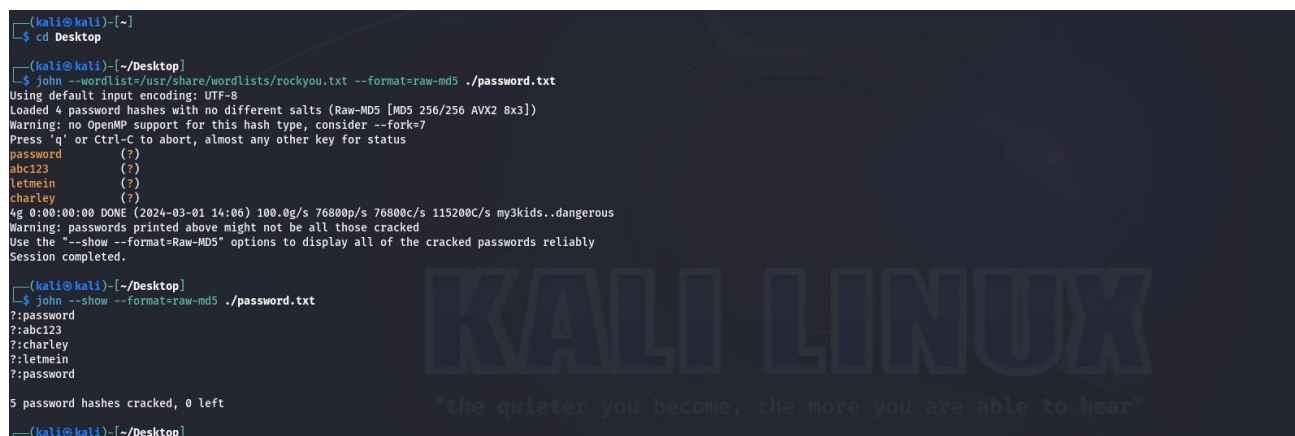 ┌──(kali㉿kali)-[~]
└─$ cd Desktop
┌──(kali㉿kali)-[~/Desktop]
└─$ john --wordlist=/usr/share/wordlists/rockyou.txt --format=raw-md5 ./password.txt
Using default input encoding: UTF-8
Loaded 4 password hashes with no different salts (Raw-MD5 [MD5 256/256 AVX2 8x3])
Warning: no OpenMP support for this hash type, consider --fork=7
Press 'q' or Ctrl-C to abort, almost any other key for status
password         (?)
abc123           (?)
letmein          (?)
charley          (?)
4g 0:00:00:00 DONE (2024-03-01 14:06) 100.0g/s 76800p/s 76800c/s 115200C/s my3kids..dangerous
Warning: passwords printed above might not be all those cracked
Use the "--show --format=Raw-MD5" options to display all of the cracked passwords reliably
Session completed.
┌──(kali㉿kali)-[~/Desktop]
└─$ john --show --format=raw-md5 ./password.txt
?:password
?:abc123
?:charley
?:letmein
?:password
5 password hashes cracked, 0 left
┌──(kali㉿kali)-[~/Desktop]
KALI LINUX
"the quieter you become, the more you are able to hear"